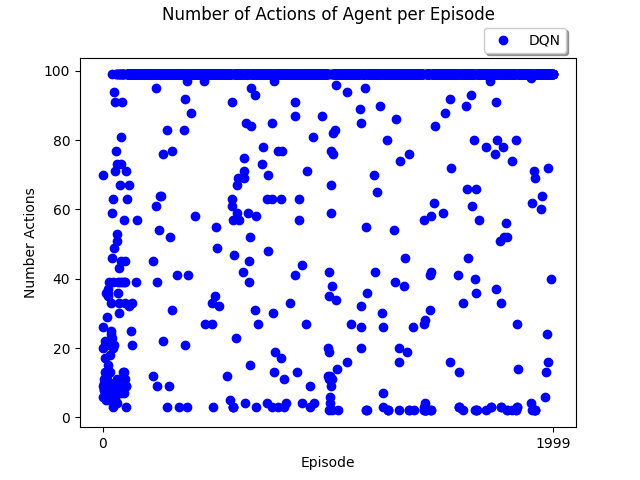 Number of Actions of Agent per Episode
DQN
100
80
60
40
20
0
Number Actions
0
1999
Episode